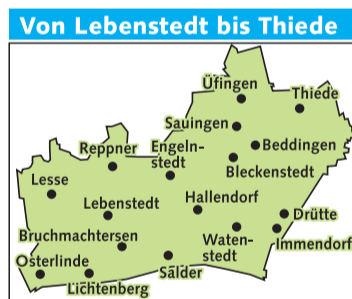 Von Lebenstedt bis Thiede
Üfingen
Thiede
Sauingen
Reppner
Engeln-
stedt
Beddingen
Bleckenstedt
Lesse
Lebenstedt
Hallendorf
Drütte
Bruchmachtersen
Waten-
stedt
Immendorf
Osterlinde
Salder
Lichtenberg